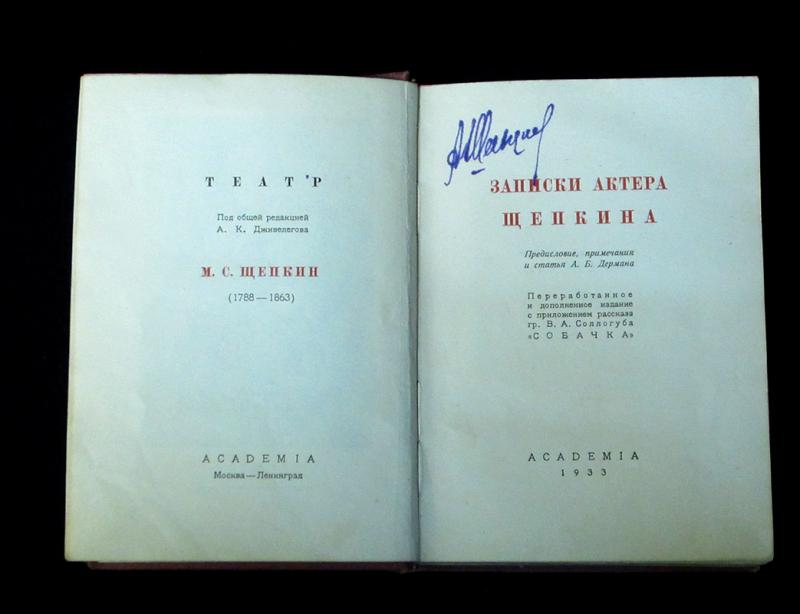 ТЕАТР
Под общей редакцией
А. К. Дживелегова
М. С. ЩЕПКИН
(1788—1863)
ACADEMIA
Москва—Ленинград
ЗАПИСКИ АКТЕРА
ЩЕПКИНА
Предисловие, примечания
и статья А. Б. Дермана
Переработанное
и дополненное издание
с приложением рассказа
гр. В. А. Соллогуба
«СОБАЧКА»
ACADEMIA
1933